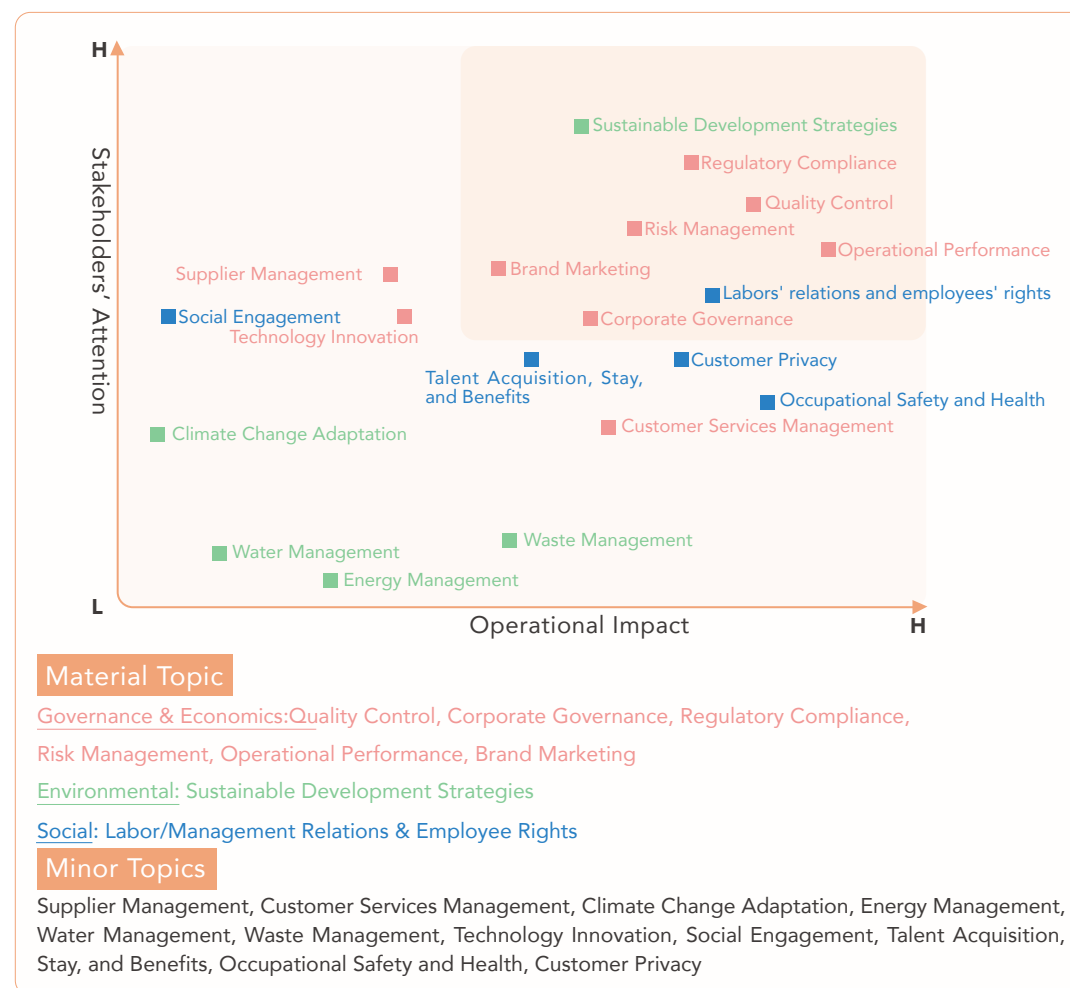 H
Stakeholders’ Attention
Sustainable Development Strategies
Regulatory Compliance
Quality Control
Risk Management
Operational Performance
Brand Marketing
Supplier Management
Labors' relations and employees' rights
Social Engagement
Corporate Governance
Technology Innovation
Customer Privacy
Talent Acquisition, Stay,
and Benefits
Occupational Safety and Health
Customer Services Management
Climate Change Adaptation
Waste Management
Water Management
Energy Management
L
Operational Impact
H
Material Topic
Governance & Economics:Quality Control, Corporate Governance, Regulatory Compliance,
Risk Management, Operational Performance, Brand Marketing
Environmental: Sustainable Development Strategies
Social: Labor/Management Relations & Employee Rights
Minor Topics
Supplier Management, Customer Services Management, Climate Change Adaptation, Energy Management,
Water Management, Waste Management, Technology Innovation, Social Engagement, Talent Acquisition,
Stay, and Benefits, Occupational Safety and Health, Customer Privacy